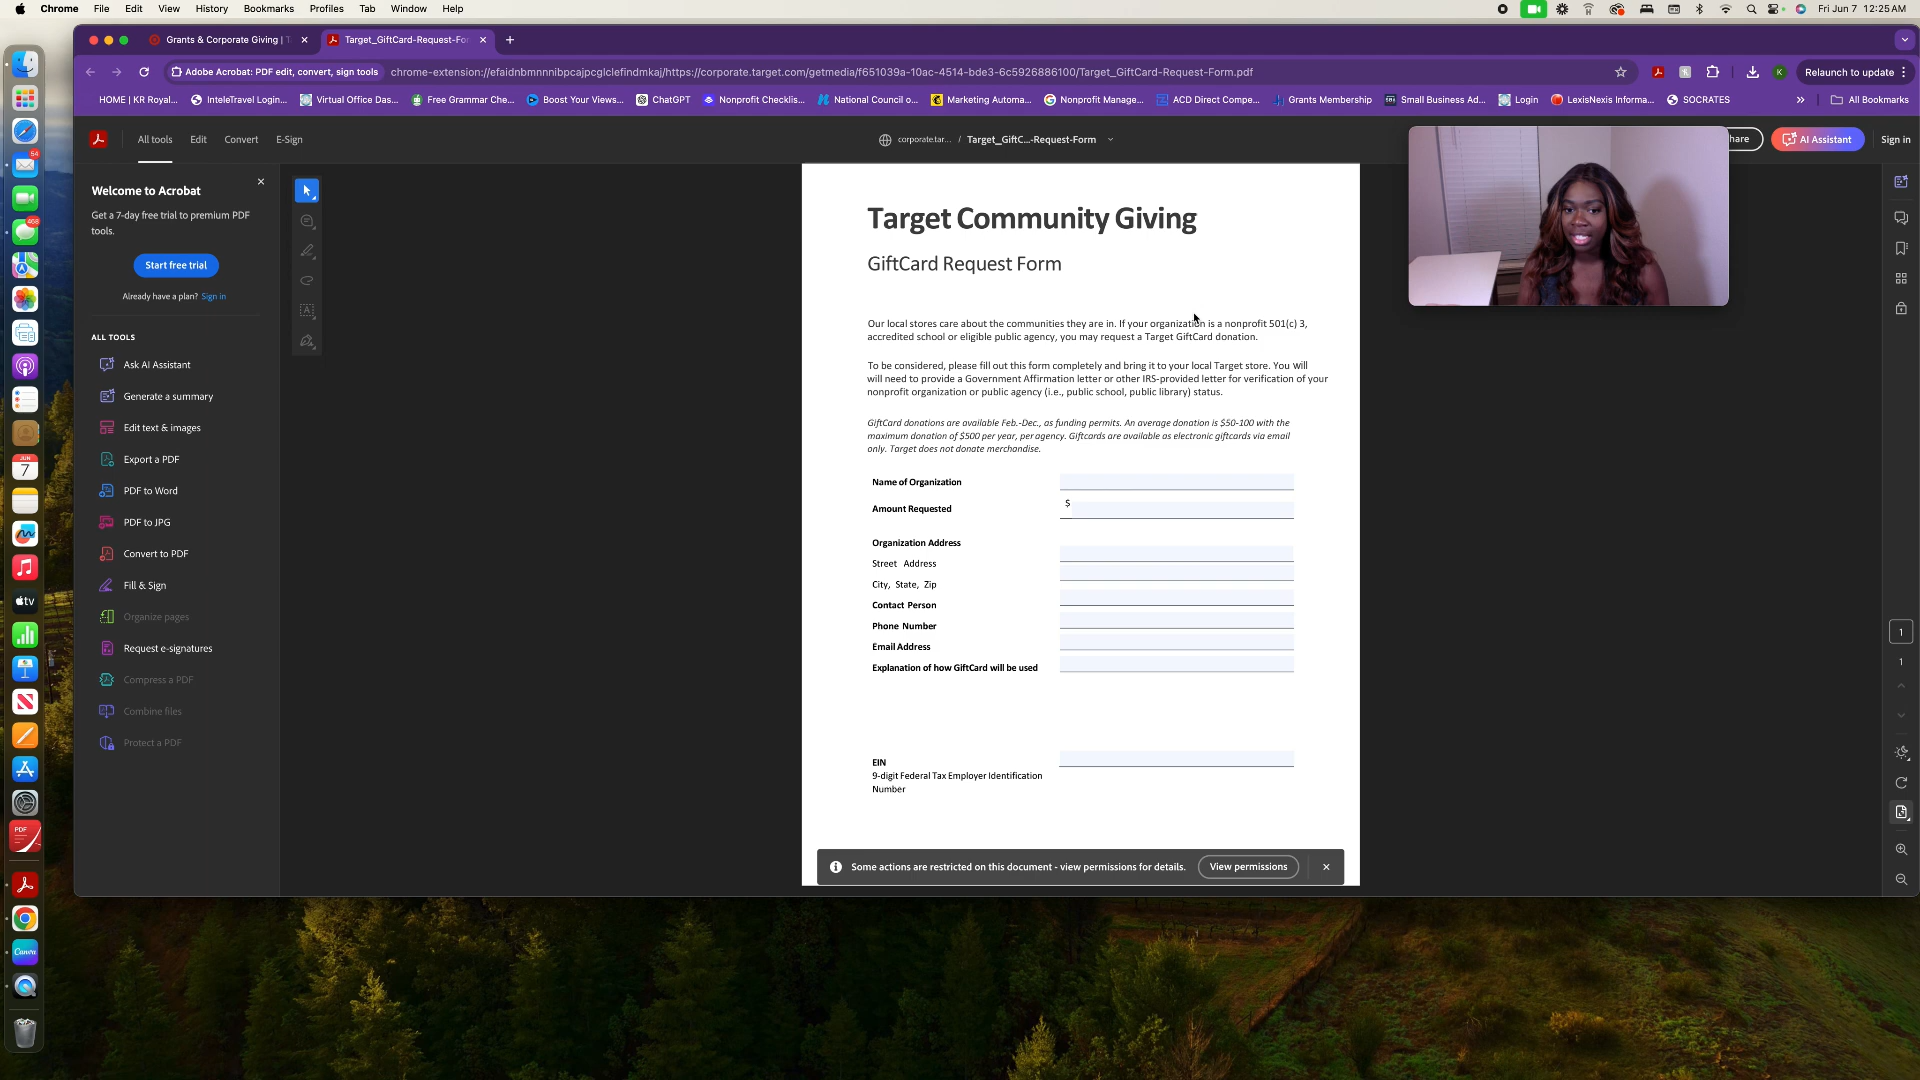 Chrome File Edit View History Bookmarks Profiles Tab Window Help
Fri Jun 7 12:25 AM
Grants & Corporate Giving |
Target_GiftCard-Request-For
Adobe Acrobat: PDF edit, convert, sign tools
chrome-extension://efaidnbmnnnibpcajpcglclefindmkaj/https://corporate.target.com/getmedia/f651039a-10ac-4514-bde3-6c5926886100/Target_GiftCard-Request-Form.pdf
K
Relaunch to update
HOME | KR Royal... InteleTravel Login... Virtual Office Das... Free Grammar Che... Boost Your Views... ChatGPT Nonprofit Checklis... National Council o... Marketing Automa... Nonprofit Manage... ACD Direct Compe... Grants Membership Small Business Ad... Login LexisNexis Informa... SOCRATES » All Bookmarks
All tools Edit Convert E-Sign
corporate.tar... / Target_GiftC...-Request-Form
hare
AI Assistant
Sign in
Welcome to Acrobat
Get a 7-day free trial to premium PDF
tools.
Start free trial
Already have a plan? Sign in
ALL TOOLS
Ask AI Assistant
Generate a summary
Edit text & images
Export a PDF
PDF to Word
PDF to JPG
Convert to PDF
Fill & Sign
Organize pages
Request e-signatures
Compress a PDF
Combine files
Protect a PDF
Target Community Giving
GiftCard Request Form
Our local stores care about the communities they are in. If your organization is a nonprofit 501(c) 3,
accredited school or eligible public agency, you may request a Target GiftCard donation.
To be considered, please fill out this form completely and bring it to your local Target store. You will
will need to provide a Government Affirmation letter or other IRS-provided letter for verification of your
nonprofit organization or public agency (i.e., public school, public library) status.
GiftCard donations are available Feb.-Dec., as funding permits. An average donation is $50-100 with the
maximum donation of $500 per year, per agency. Giftcards are available as electronic giftcards via email
only. Target does not donate merchandise.
Name of Organization
Amount Requested $
Organization Address
Street Address
City, State, Zip
Contact Person
Phone Number
Email Address
Explanation of how GiftCard will be used
EIN
9-digit Federal Tax Employer Identification
Number
Some actions are restricted on this document - view permissions for details.
View permissions
1
1
54
468
JUN
7
tv
PDF
Canva